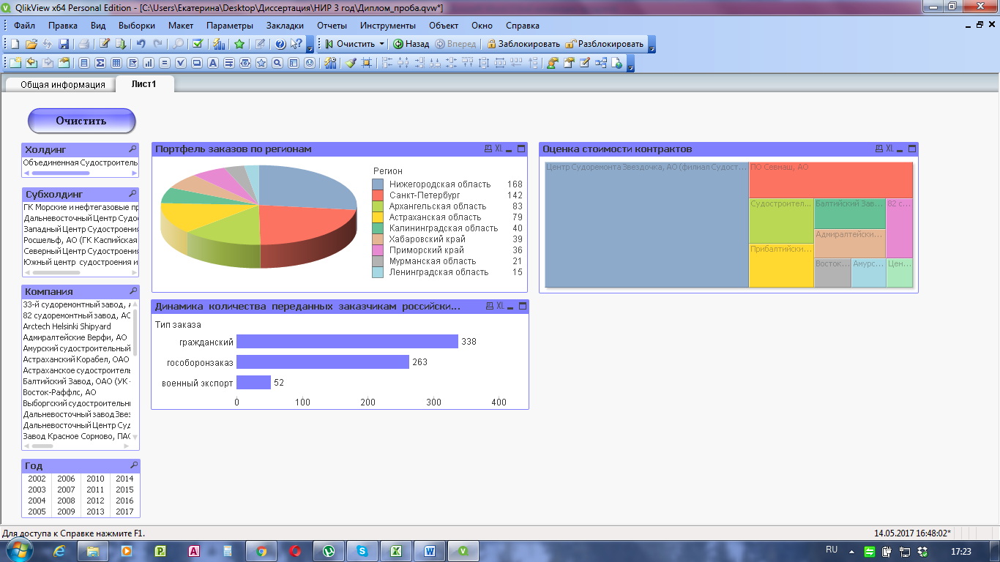 QlikView x64 Personal Edition - [C:\Users\Екатерина\Desktop\Диссертация\НИР 3 год\Диплом_проба.qvw*]
Файл Правка Вид Выборки Макет Параметры Закладки Отчеты Инструменты Объект Окно Справка
Очистить Назад Вперед Заблокировать Разблокировать
Общая информация Лист1
Очистить
Холдинг
Объединенная Судостроитель
Субхолдинг
ГК Морские и нефтегазовые пр
Дальневосточный Центр Судо
Западный Центр Судостроения
Росшельф, АО (ГК Каспийская
Северный Центр Судостроения
Южный центр судостроения и
Компания
33-й судоремонтный завод, А
82 судоремонтный завод, АО
Arctech Helsinki Shipyard
Адмиралтейские Верфи, АО
Амурский судостроительный
Астраханский Корабел, ОАО
Астраханское судостроитель
Балтийский Завод, ОАО (УК -
Восток-Раффлс, АО
Выборгский судостроительны
Дальневосточный завод Звез
Дальневосточный Центр Суд
Завод Красное Сормово, ПАО
Год
2002 2006 2010 2014
2003 2007 2011 2015
2004 2008 2012 2016
2005 2009 2013 2017
Портфель заказов по регионам XL
Регион
Нижегородская область 168
Санкт-Петербург 142
Архангельская область 83
Астраханская область 79
Калининградская область 40
Хабаровский край 39
Приморский край 36
Мурманская область 21
Ленинградская область 15
Динамика количества переданных заказчикам российски... XL
Тип заказа
гражданский 338
гособоронзаказ 263
военный экспорт 52
0 100 200 300 400
Оценка стоимости контрактов XL
Центр Судоремонта Звездочка, АО (филиал Судост...
ПО Севмаш, АО
Судостроител...
Балтийский Зав...
82 с...
Адмиралтейски...
Прибалтийски...
Восток...
Амурс...
Цен...
Для доступа к Справке нажмите F1. 14.05.2017 16:48:02*
RU 17:23